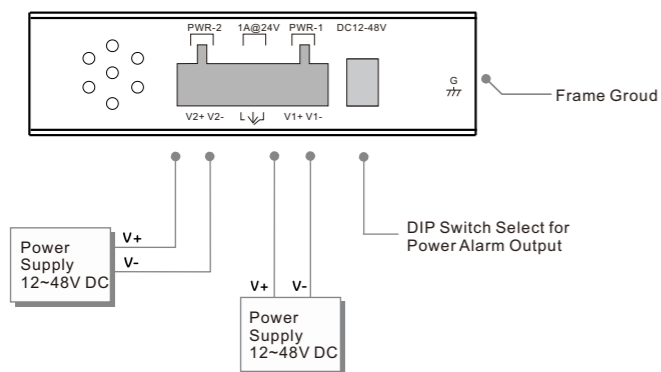 PWR-2 1A@24V PWR-1 DC12-48V
G
V2+ V2- V1+ V1-
Frame Groud
DIP Switch Select for
Power Alarm Output
V+
V-
Power
Supply
12~48V DC
V+ V-
Power
Supply
12~48V DC